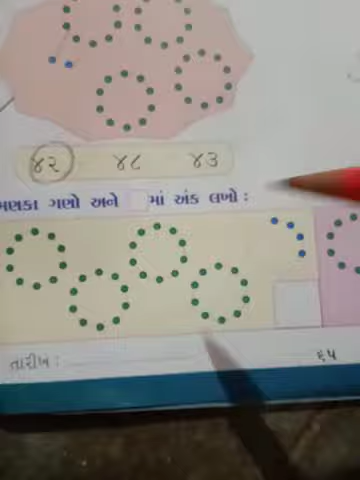 ૪૨ ૪૮ ૪૩
મણકા ગણો અને માં અંક લખો :
તારીખ :
૬૫